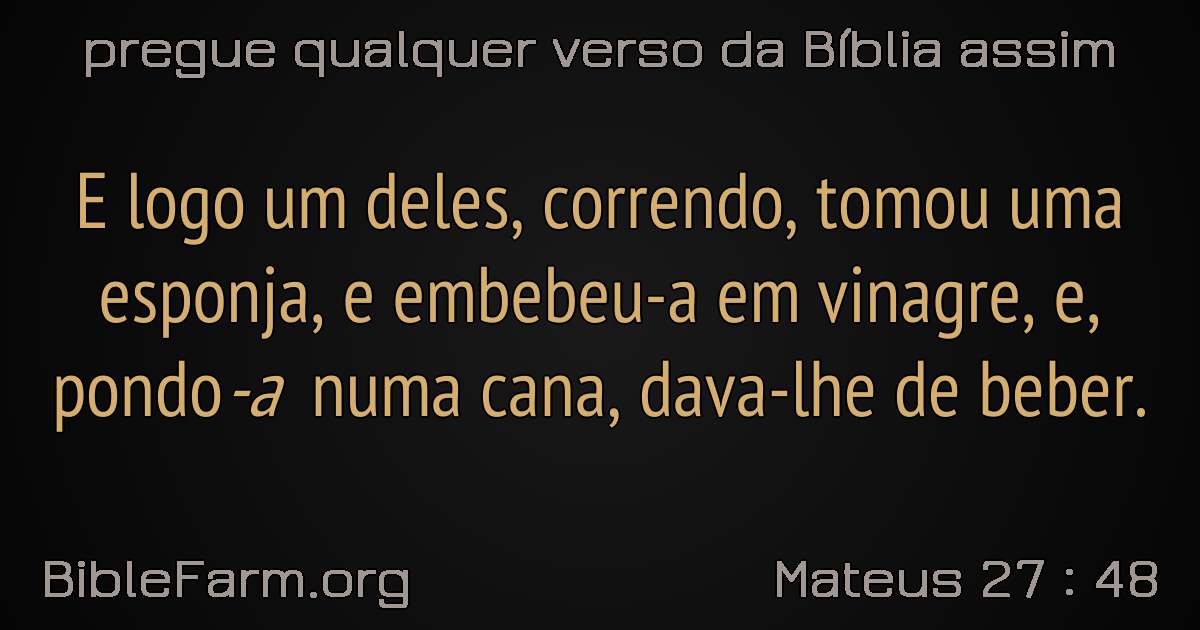 pregue qualquer verso da Bíblia assim
E logo um deles, correndo, tomou uma
esponja, e embebeu-a em vinagre, e,
pondo-a numa cana, dava-lhe de beber.
BibleFarm.org
Mateus 27 : 48